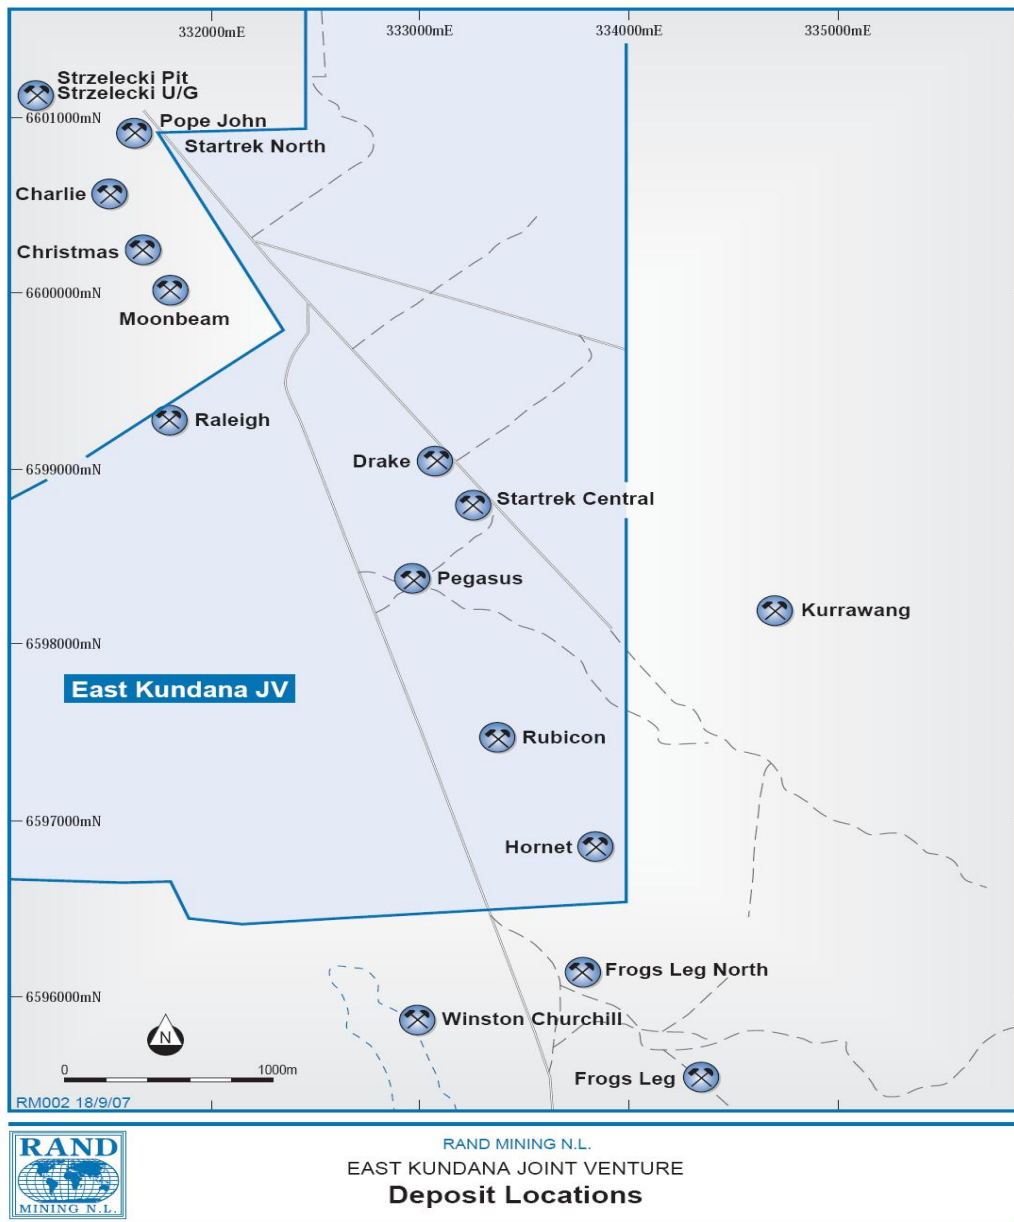 332000mE
333000mE
334000mE
335000mE
Strzelecki Pit
Strzelecki U/G
6601000mN
Pope John
Startrek North
Charlie
Christmas
6600000mN
Moonbeam
Raleigh
Drake
6599000mN
Startrek Central
Pegasus
Kurrawang
6598000mN
East Kundana JV
Rubicon
6597000mN
Hornet
Frogs Leg North
6596000mN
Winston Churchill
N
0
1000m
Frogs Leg
RM002 18/9/07
RAND
MINING N.L.
RAND MINING N.L.
EAST KUNDANA JOINT VENTURE
Deposit Locations